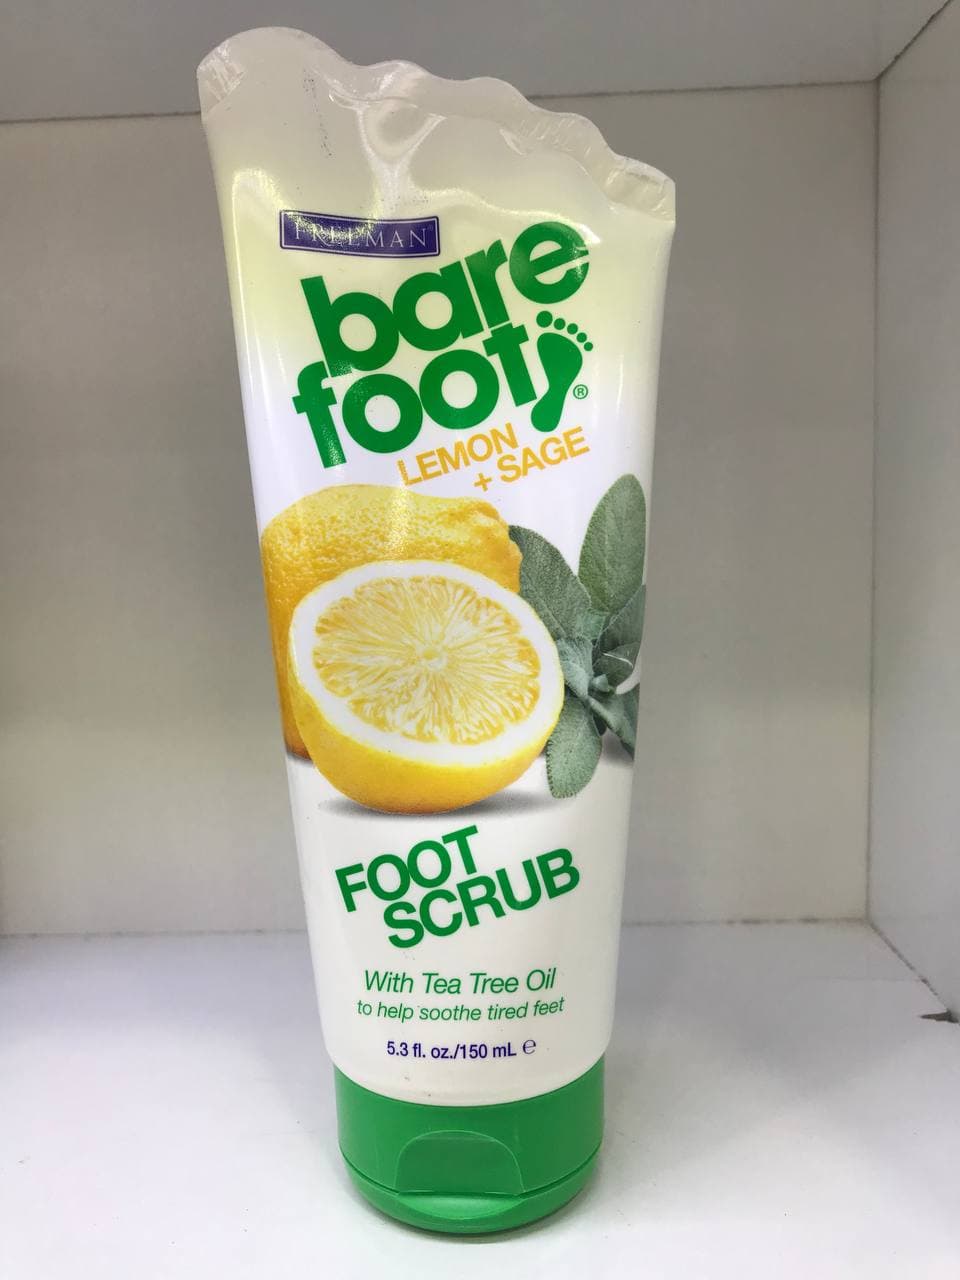 FREEMAN
bare
foot®
LEMON
+ SAGE
FOOT
SCRUB
With Tea Tree Oil
to help soothe tired feet
5.3 fl. oz./150 mL ℮